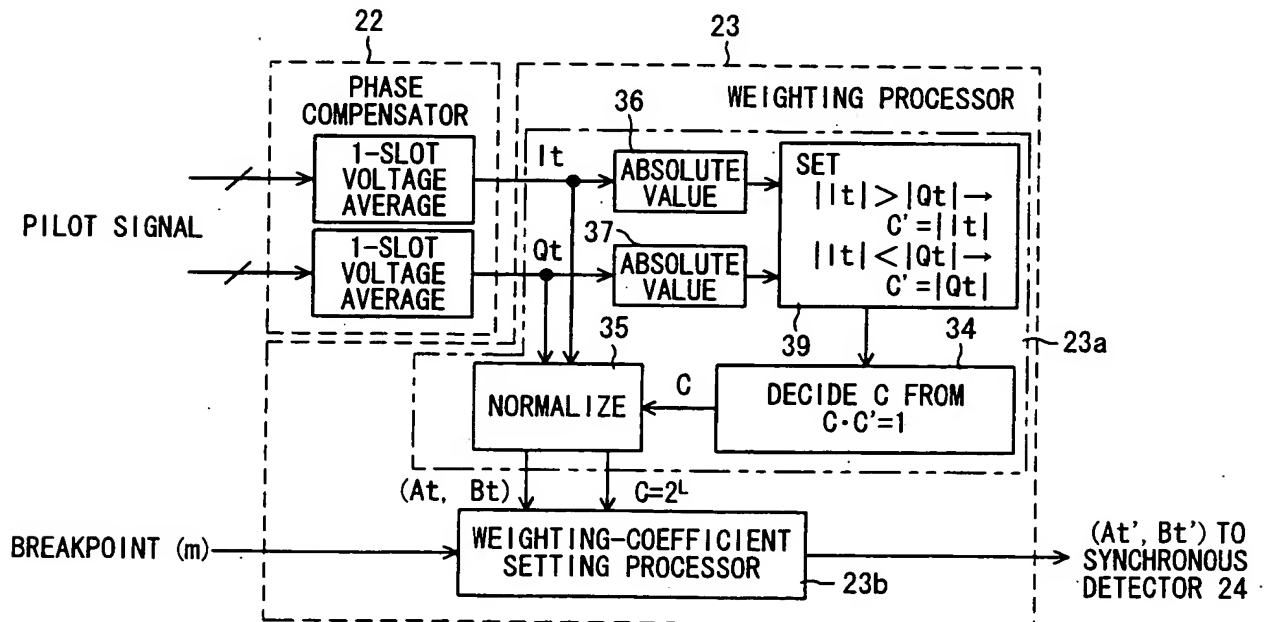 22
23
PHASE
COMPENSATOR
WEIGHTING PROCESSOR
36
1-SLOT
VOLTAGE
AVERAGE
It
ABSOLUTE
VALUE
SET
|It|>|Qt|→
C'=|It|
|It|<|Qt|→
C'=|Qt|
PILOT SIGNAL
37
1-SLOT
VOLTAGE
AVERAGE
Qt
ABSOLUTE
VALUE
39
34
23a
35
NORMALIZE
C
DECIDE C FROM
C·C'=1
(At, Bt)
C=2^L
BREAKPOINT (m)
WEIGHTING-COEFFICIENT
SETTING PROCESSOR
23b
(At', Bt') TO
SYNCHRONOUS
DETECTOR 24